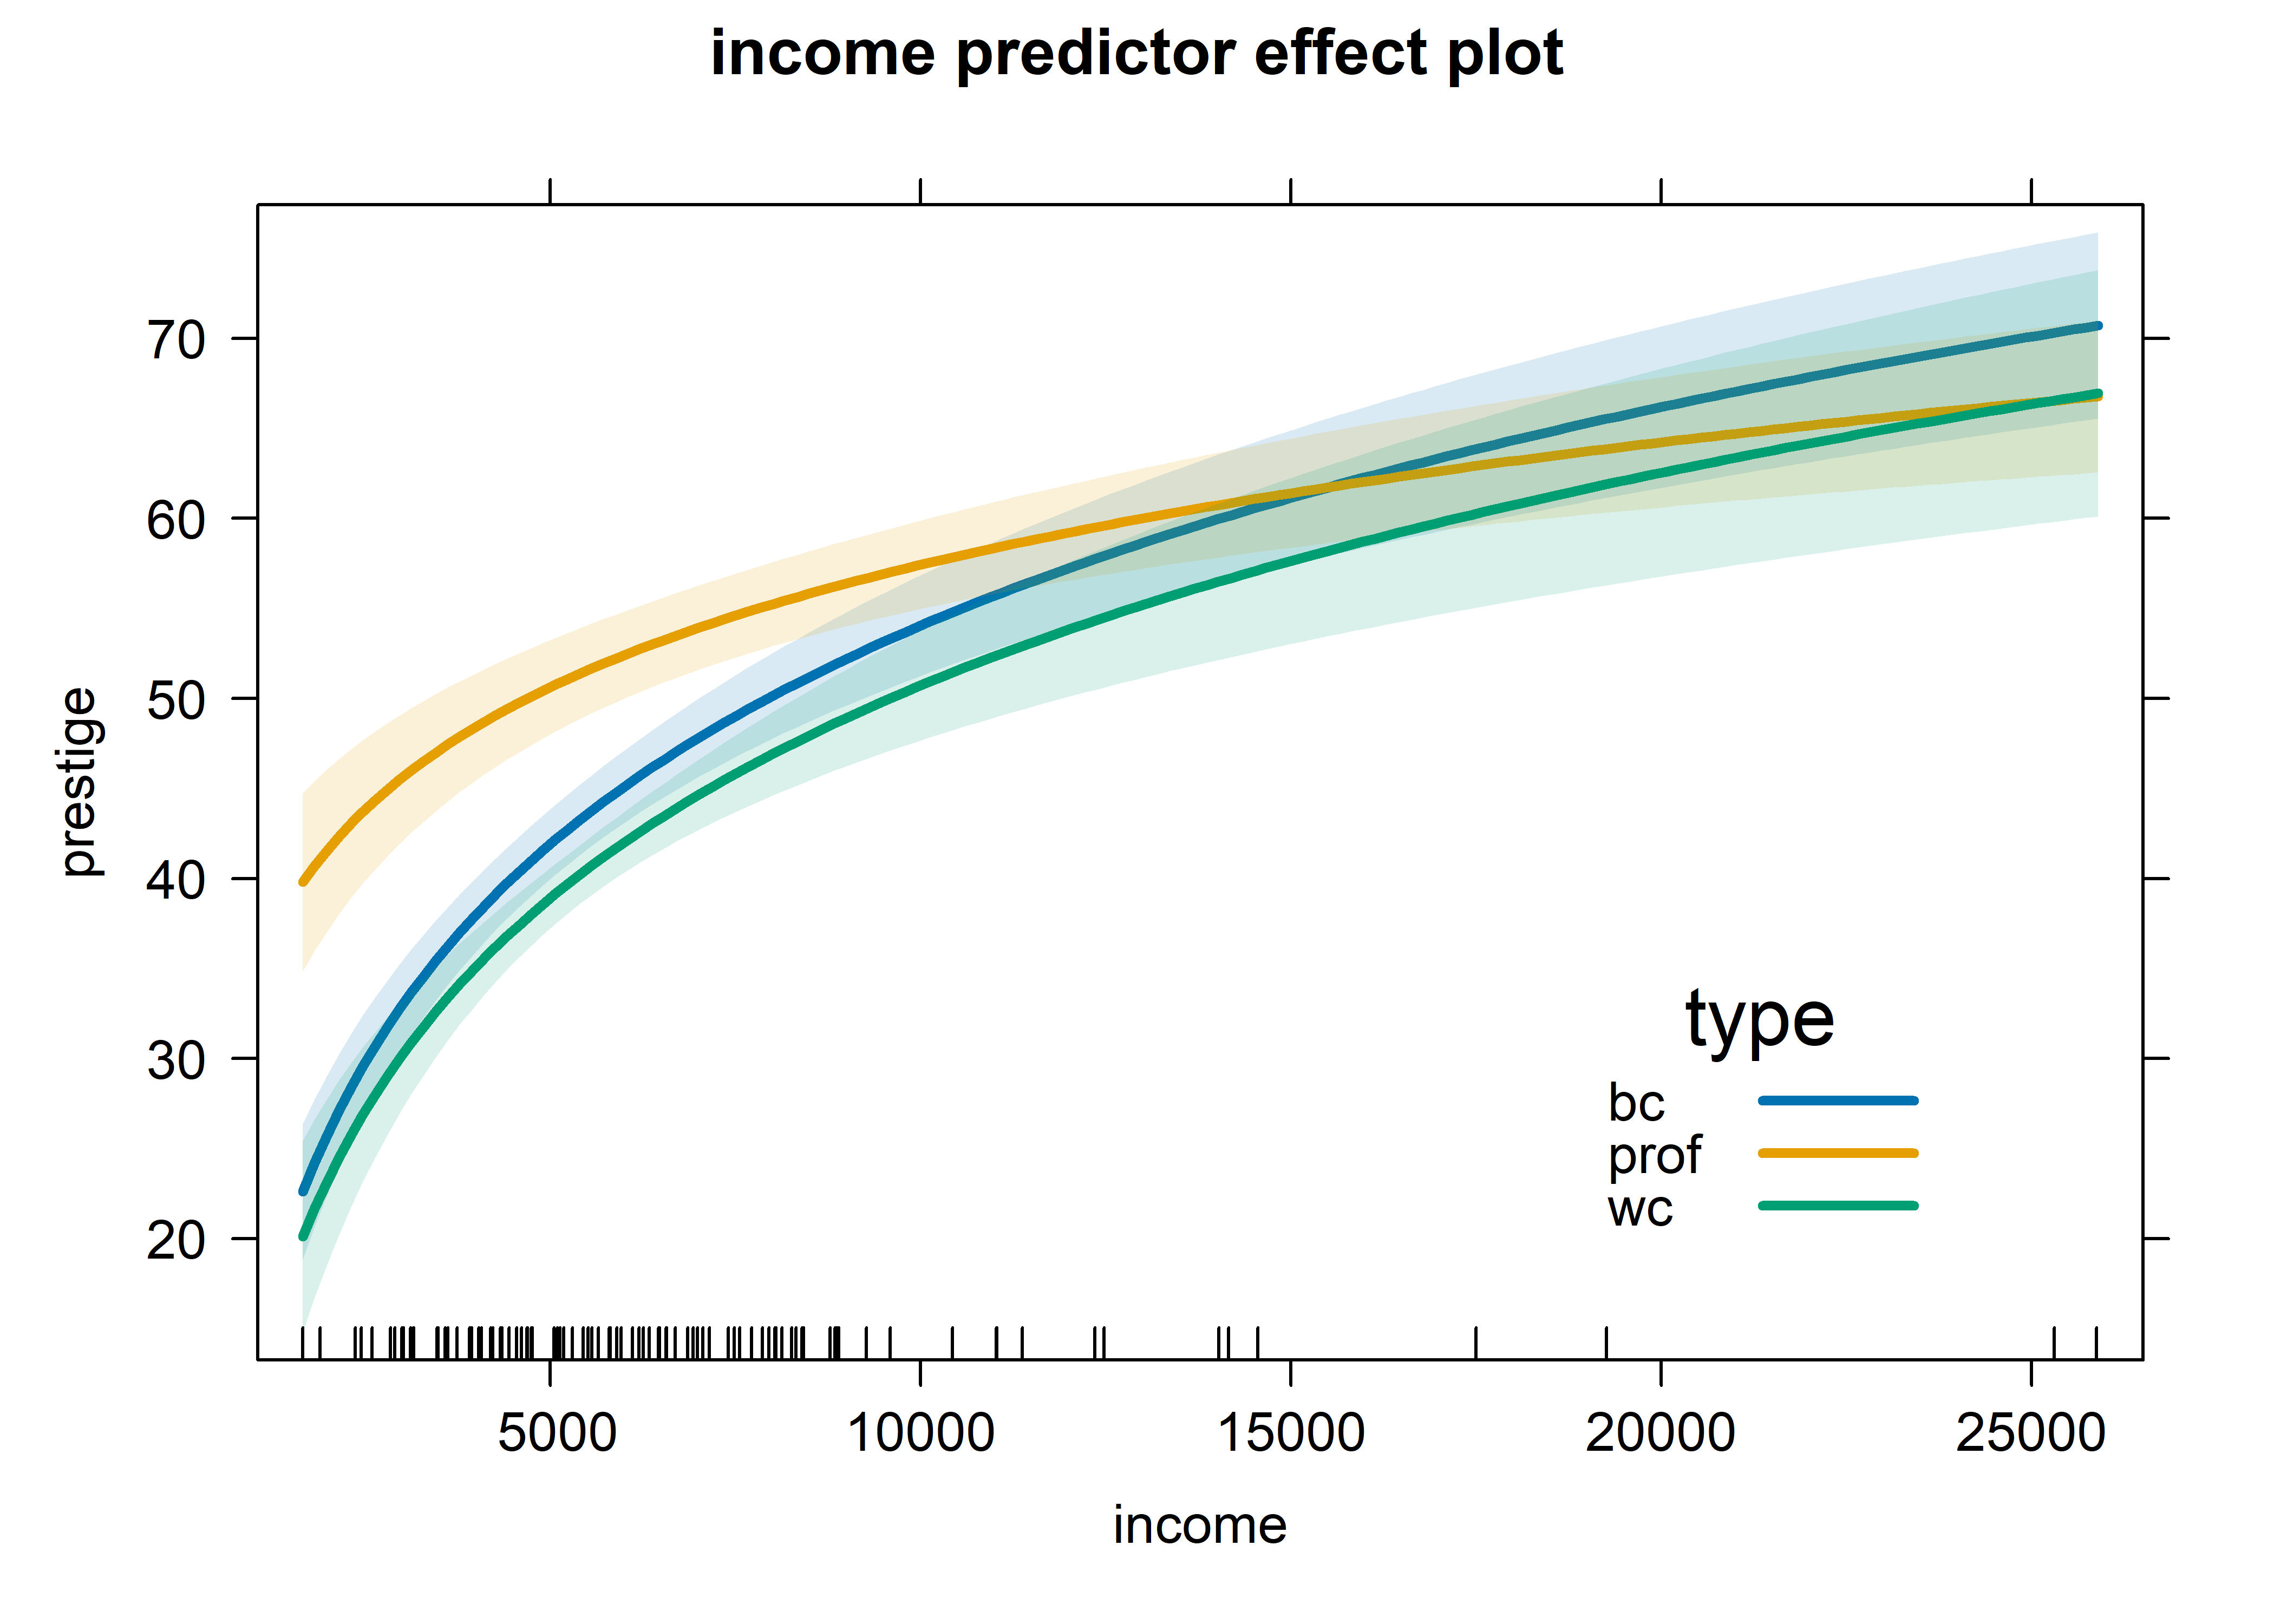 income predictor effect plot
70
60
50
40
30
20
prestige
type
bc
prof
wc
5000 10000 15000 20000 25000
income